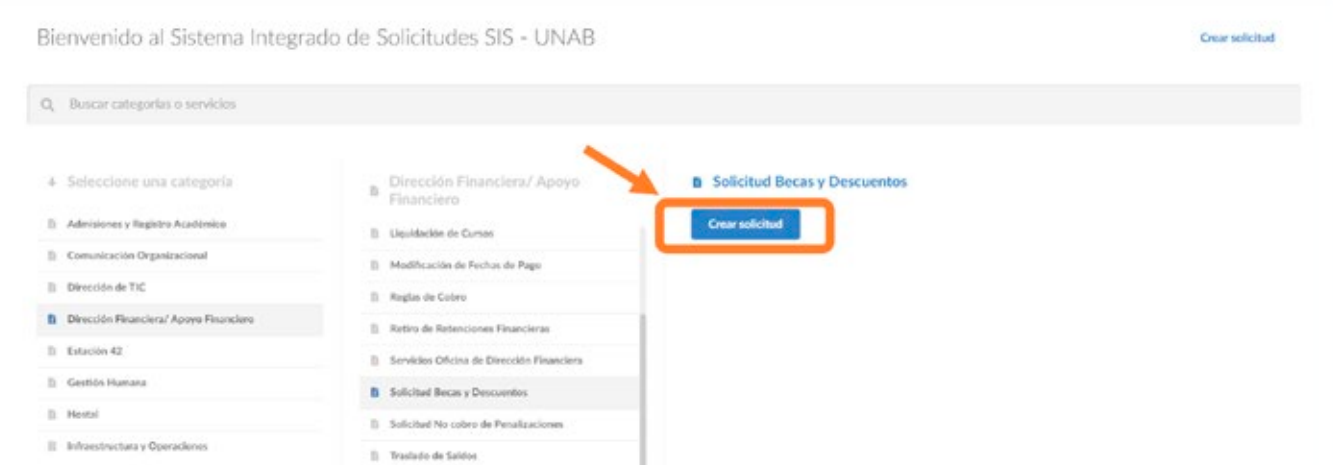 Bienvenido al Sistema Integrado de Solicitudes SIS - UNAB
Crear solicitud
Buscar categorías o servicios
Seleccione una categoría
Admisiones y Registro Académico
Comunicación Organizacional
Dirección de TIC
Dirección Financiera/ Apoyo Financiero
Estación 42
Gestión Humana
Hostal
Infraestructura y Operaciones
Dirección Financiera/ Apoyo
Financiero
Liquidación de Cursos
Modificación de Fechas de Pago
Reglas de Cobro
Retiro de Retenciones Financieras
Servicios Oficina de Dirección Financiera
Solicitud Becas y Descuentos
Solicitud No cobro de Penalizaciones
Traslado de Saldos
Solicitud Becas y Descuentos
Crear solicitud